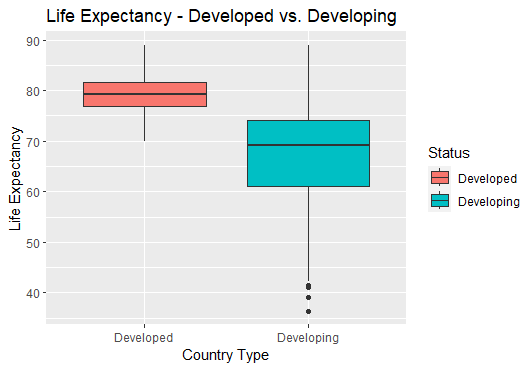 Life Expectancy - Developed vs. Developing
90
80
70
60
50
40
Life Expectancy
Developed
Developing
Country Type
Status
Developed
Developing